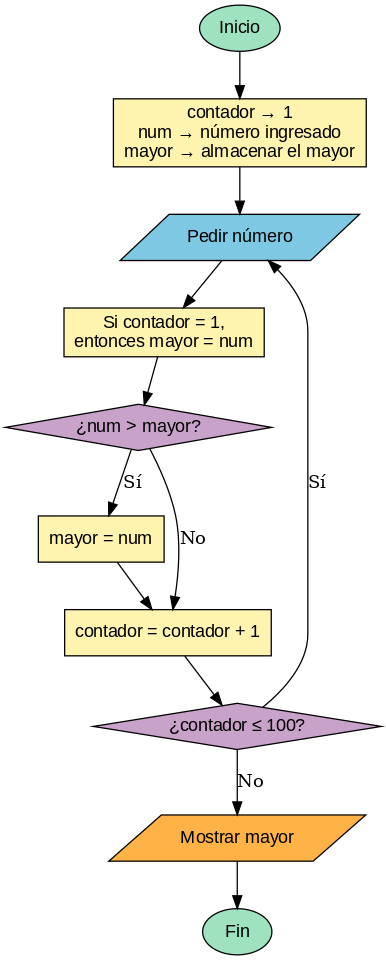 Inicio
contador → 1
num → número ingresado
mayor → almacenar el mayor
Pedir número
Si contador = 1,
entonces mayor = num
¿num > mayor?
Sí
mayor = num
No
contador = contador + 1
¿contador ≤ 100?
Sí
No
Mostrar mayor
Fin